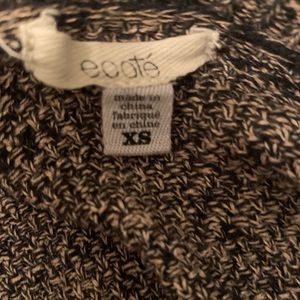 ecoté
made in
china
fabriqué
en chine
XS